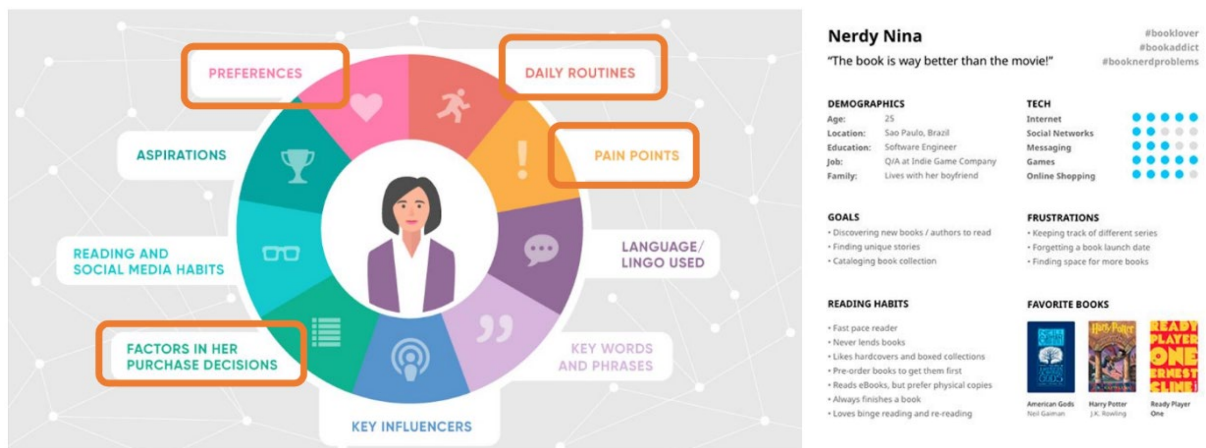 PREFERENCES
DAILY ROUTINES
ASPIRATIONS
PAIN POINTS
READING AND
SOCIAL MEDIA HABITS
LANGUAGE/
LINGO USED
FACTORS IN HER
PURCHASE DECISIONS
KEY WORDS
AND PHRASES
KEY INFLUENCERS
Nerdy Nina
"The book is way better than the movie!"
#booklover
#bookaddict
#booknerdproblems
DEMOGRAPHICS
Age: 25
Location: Sao Paulo, Brazil
Education: Software Engineer
Job: Q/A at Indie Game Company
Family: Lives with her boyfriend
TECH
Internet
Social Networks
Messaging
Games
Online Shopping
GOALS
• Discovering new books / authors to read
• Finding unique stories
• Cataloging book collection
FRUSTRATIONS
• Keeping track of different series
• Forgetting a book launch date
• Finding space for more books
READING HABITS
• Fast pace reader
• Never lends books
• Likes hardcovers and boxed collections
• Pre-order books to get them first
• Reads eBooks, but prefer physical copies
• Always finishes a book
• Loves binge reading and re-reading
FAVORITE BOOKS
Harry Potter
READY
PLAYER
ONE
ERNEST
CLINE
American Gods
Neil Gaiman
Harry Potter
J.K. Rowling
Ready Player
One